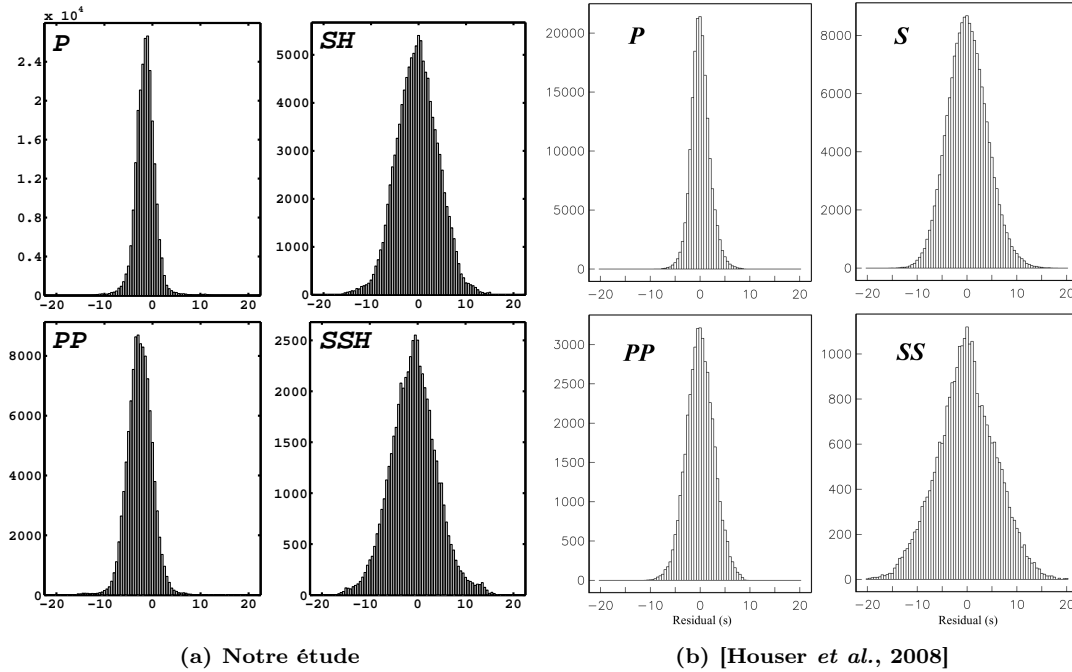 x 10⁴
P
2.4
2
1.6
1.2
0.8
0.4
0
−20 −10 0 10 20
SH
5000
4000
3000
2000
1000
0
−20 −10 0 10 20
PP
8000
6000
4000
2000
0
−20 −10 0 10 20
SSH
2500
2000
1500
1000
500
0
−20 −10 0 10 20
(a) Notre étude
P
20000
15000
10000
5000
0
−20 −10 0 10 20
S
8000
6000
4000
2000
0
−20 −10 0 10 20
PP
3000
2500
2000
1500
1000
500
0
−20 −10 0 10 20
Residual (s)
SS
1000
800
600
400
200
0
−20 −10 0 10 20
Residual (s)
(b) [Houser et al., 2008]